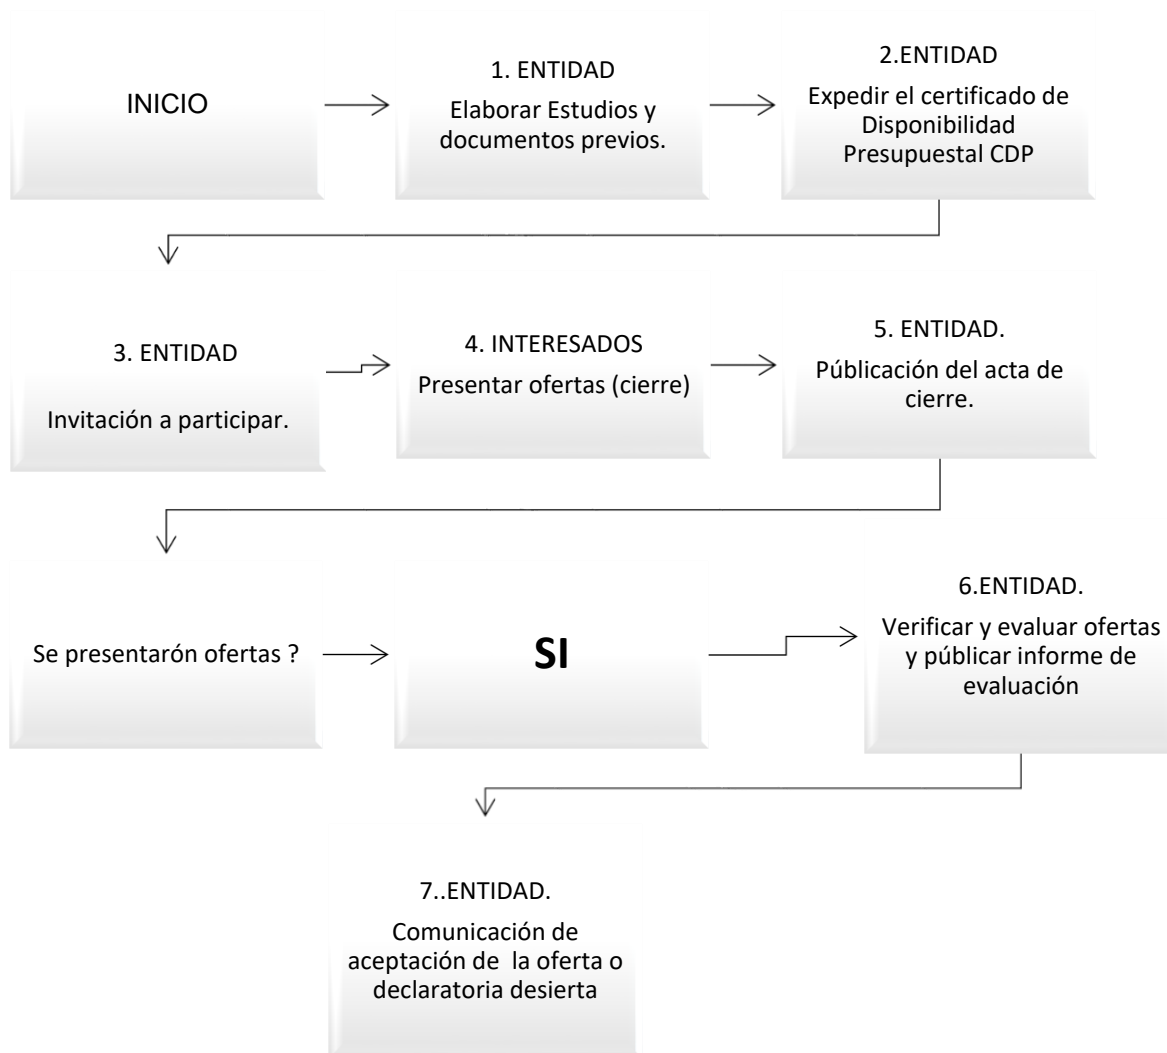 INICIO
1. ENTIDAD
Elaborar Estudios y
documentos previos.
2.ENTIDAD
Expedir el certificado de
Disponibilidad
Presupuestal CDP
3. ENTIDAD
Invitación a participar.
4. INTERESADOS
Presentar ofertas (cierre)
5. ENTIDAD.
Públicación del acta de
cierre.
Se presentarón ofertas ?
SI
6.ENTIDAD.
Verificar y evaluar ofertas
y públicar informe de
evaluación
7..ENTIDAD.
Comunicación de
aceptación de la oferta o
declaratoria desierta